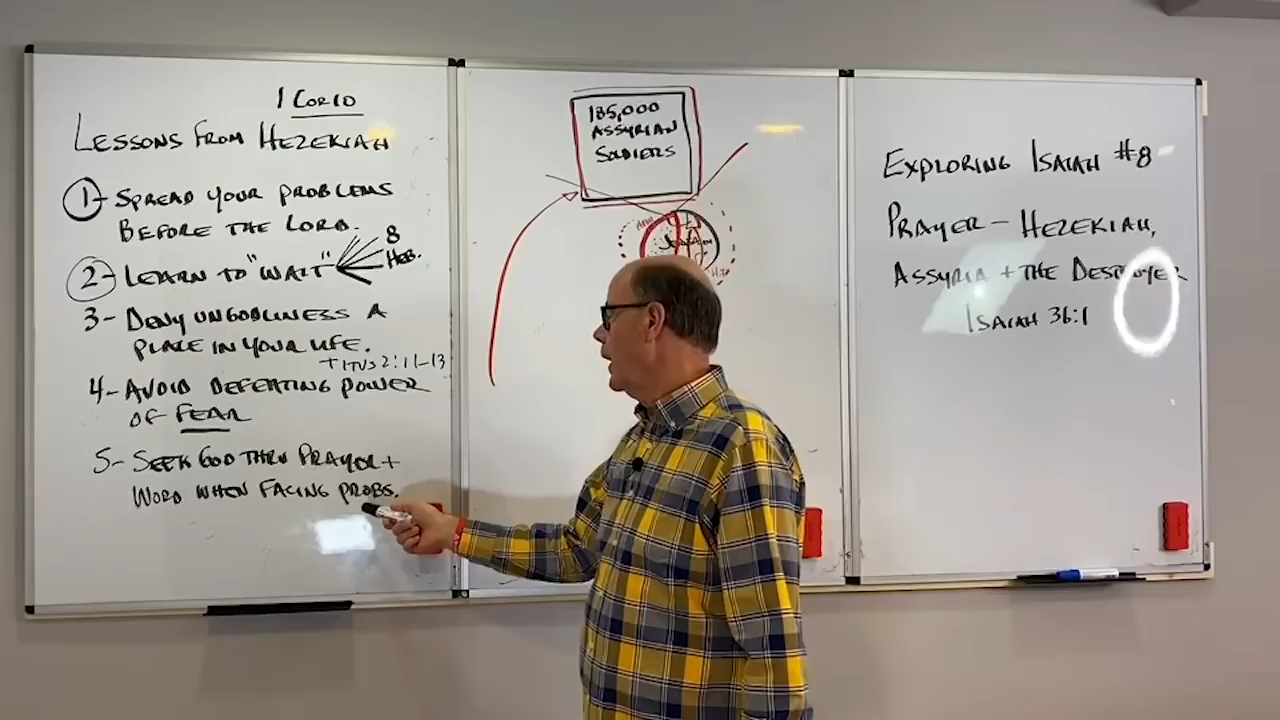 1 COR 10
LESSONS FROM HEZEKIAH
1- SPREAD YOUR PROBLEMS
BEFORE THE LORD.
2- LEARN TO "WAIT"
8
HEB.
3- DENY UNGODLINESS A
PLACE IN YOUR LIFE.
TITUS 2:11-13
4- AVOID DEFEATING POWER
OF FEAR
5- SEEK GOD THRU PRAYER +
WORD WHEN FACING PROBS.
185,000
ASSYRIAN
SOLDIERS
EXPLORING ISAIAH #8
PRAYER - HEZEKIAH,
ASSYRIA + THE DESTROYER
ISAIAH 36:1